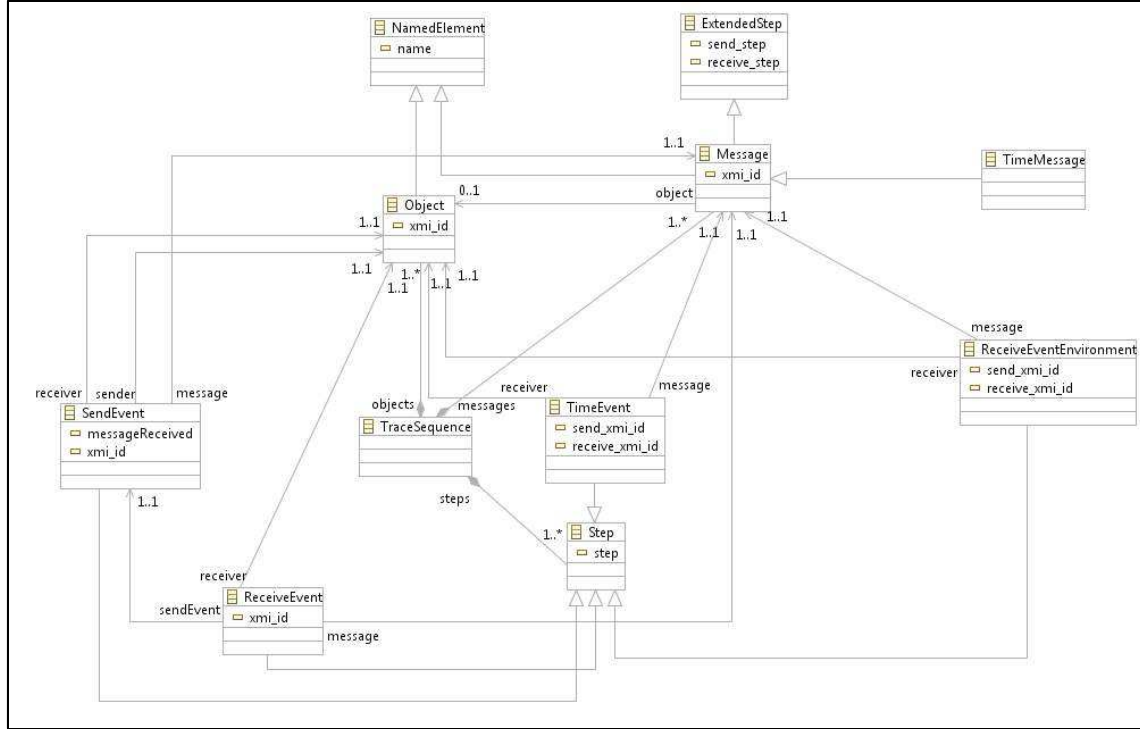 NamedElement
name
ExtendedStep
send_step
receive_step
1..1
Message
xmi_id
TimeMessage
object
0..1
Object
xmi_id
1..1
1..1
1..*
1..1
1..1
1..1
1..*
1..1
1..1
1..1
message
ReceiveEventEnvironment
send_xmi_id
receive_xmi_id
receiver
receiver
sender
message
SendEvent
messageReceived
xmi_id
1..1
objects
messages
TraceSequence
steps
receiver
message
TimeEvent
send_xmi_id
receive_xmi_id
1..*
Step
step
receiver
sendEvent
ReceiveEvent
xmi_id
message